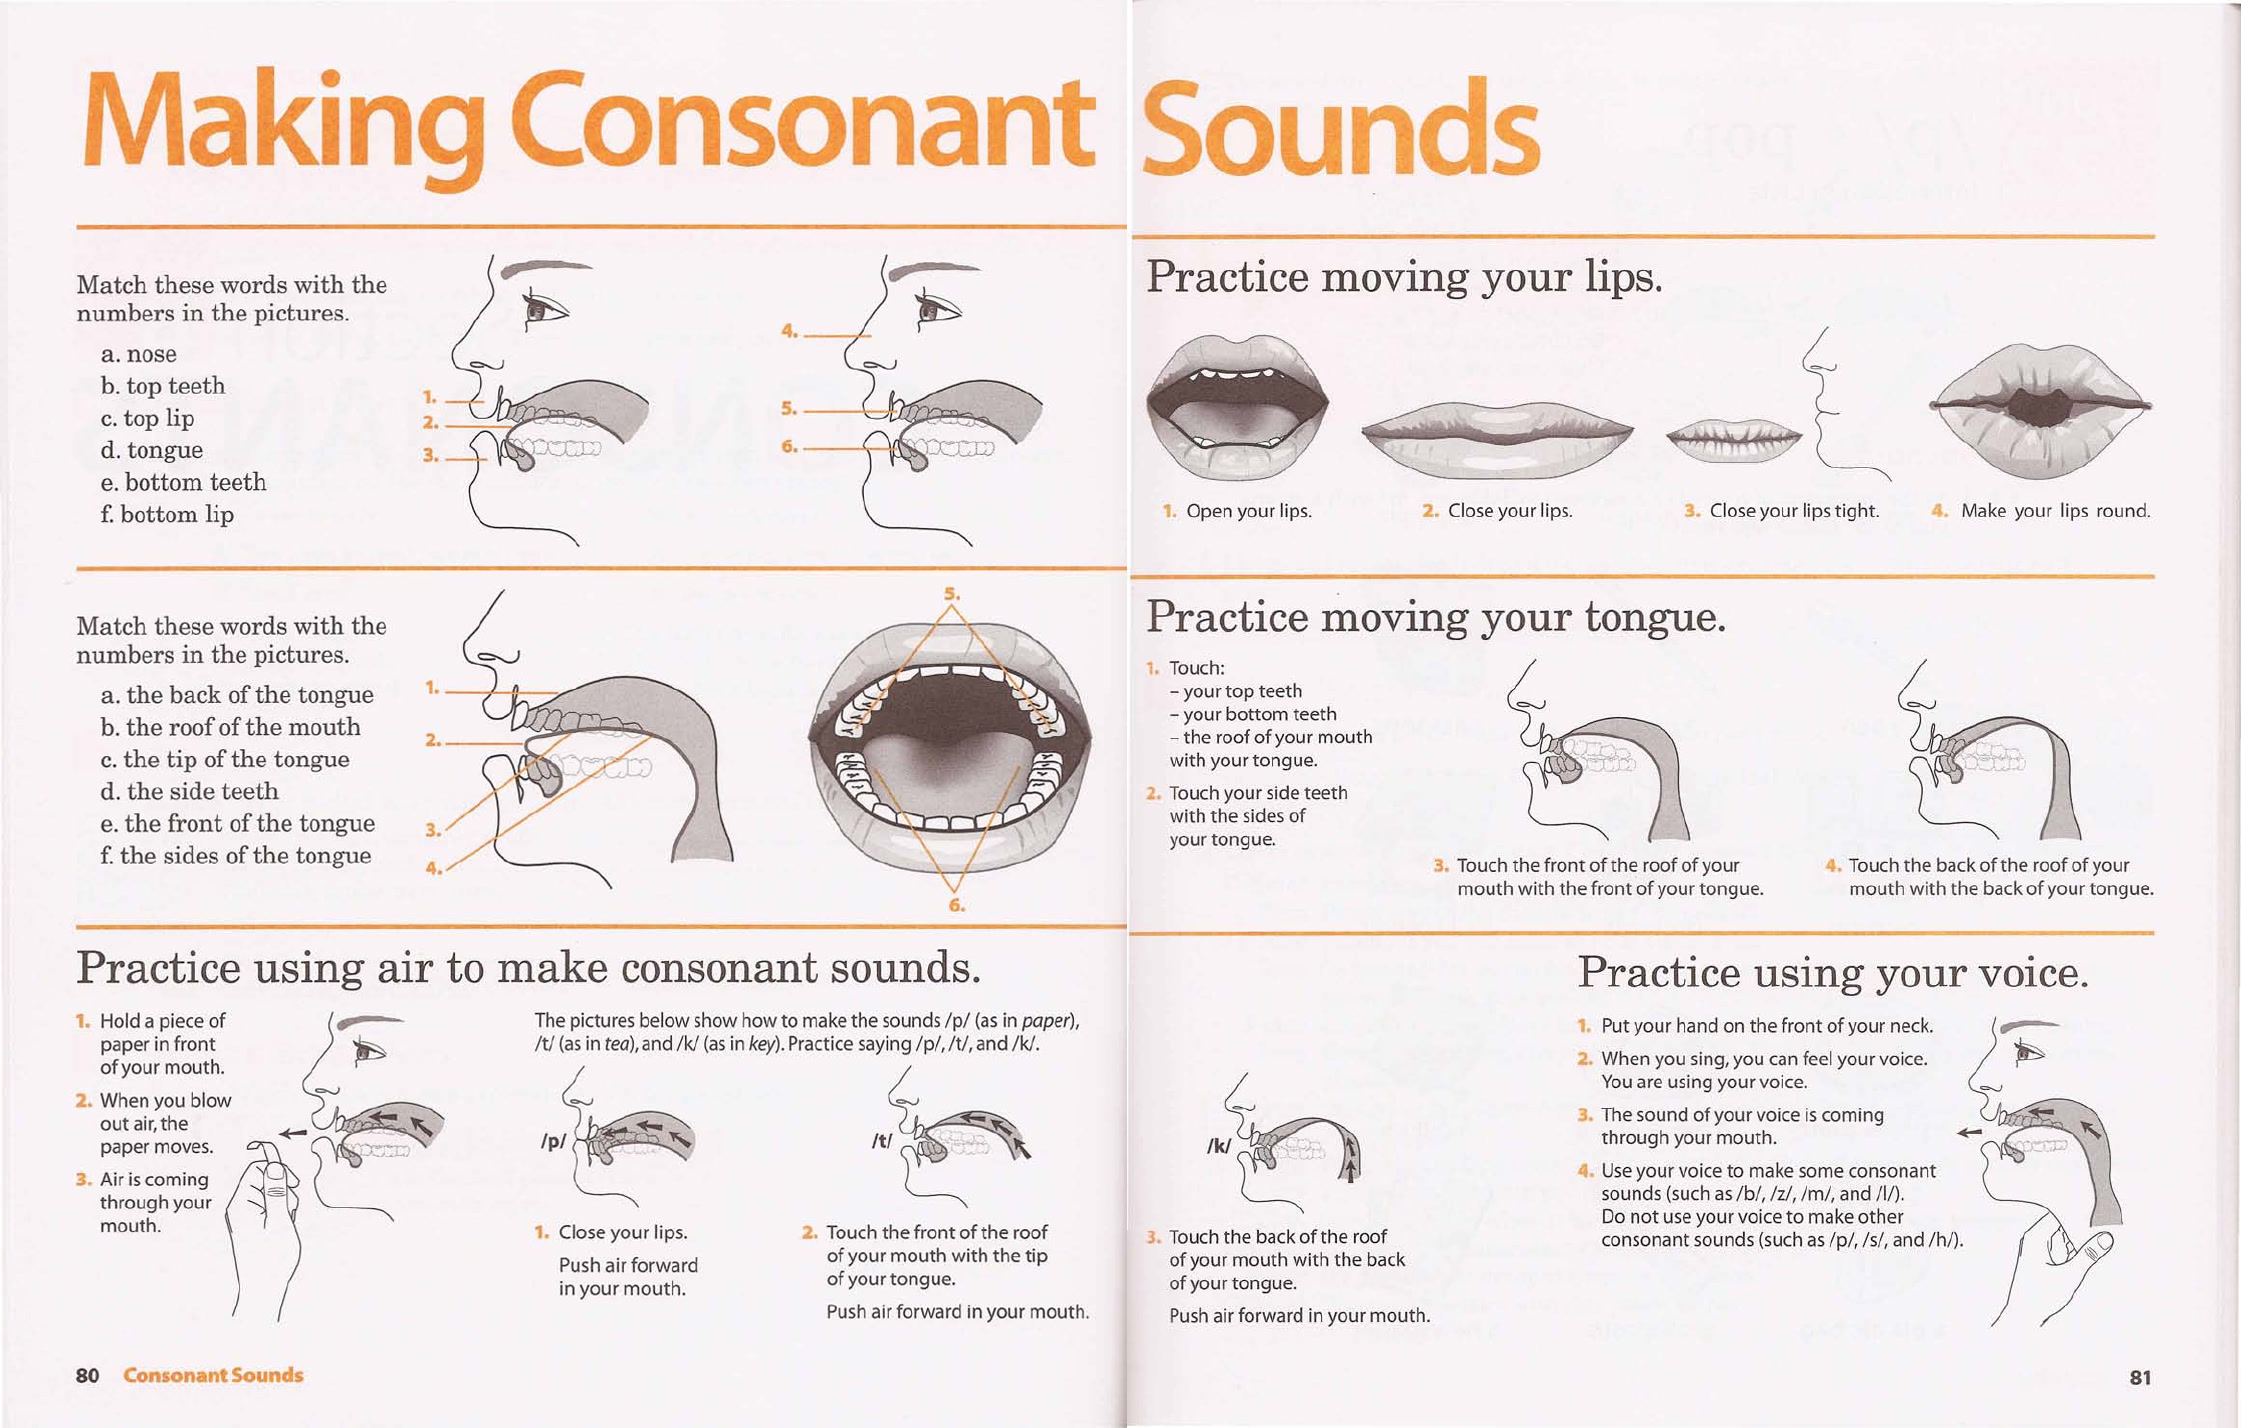 Making Consonant Sounds
Match these words with the
numbers in the pictures.
a. nose
b. top teeth
c. top lip
d. tongue
e. bottom teeth
f. bottom lip
1.
2.
3.
4.
5.
6.
Match these words with the
numbers in the pictures.
a. the back of the tongue
b. the roof of the mouth
c. the tip of the tongue
d. the side teeth
e. the front of the tongue
f. the sides of the tongue
1.
2.
3.
4.
5.
6.
Practice using air to make consonant sounds.
1. Hold a piece of
paper in front
of your mouth.
2. When you blow
out air, the
paper moves.
3. Air is coming
through your
mouth.
The pictures below show how to make the sounds /p/ (as in paper),
/t/ (as in tea), and /k/ (as in key). Practice saying /p/, /t/, and /k/.
/p/
1. Close your lips.
Push air forward
in your mouth.
/t/
2. Touch the front of the roof
of your mouth with the tip
of your tongue.
Push air forward in your mouth.
80 Consonant Sounds
Practice moving your lips.
1. Open your lips.
2. Close your lips.
3. Close your lips tight.
4. Make your lips round.
Practice moving your tongue.
1. Touch:
– your top teeth
– your bottom teeth
– the roof of your mouth
with your tongue.
2. Touch your side teeth
with the sides of
your tongue.
3. Touch the front of the roof of your
mouth with the front of your tongue.
4. Touch the back of the roof of your
mouth with the back of your tongue.
/k/
3. Touch the back of the roof
of your mouth with the back
of your tongue.
Push air forward in your mouth.
Practice using your voice.
1. Put your hand on the front of your neck.
2. When you sing, you can feel your voice.
You are using your voice.
3. The sound of your voice is coming
through your mouth.
4. Use your voice to make some consonant
sounds (such as /b/, /z/, /m/, and /l/).
Do not use your voice to make other
consonant sounds (such as /p/, /s/, and /h/).
81